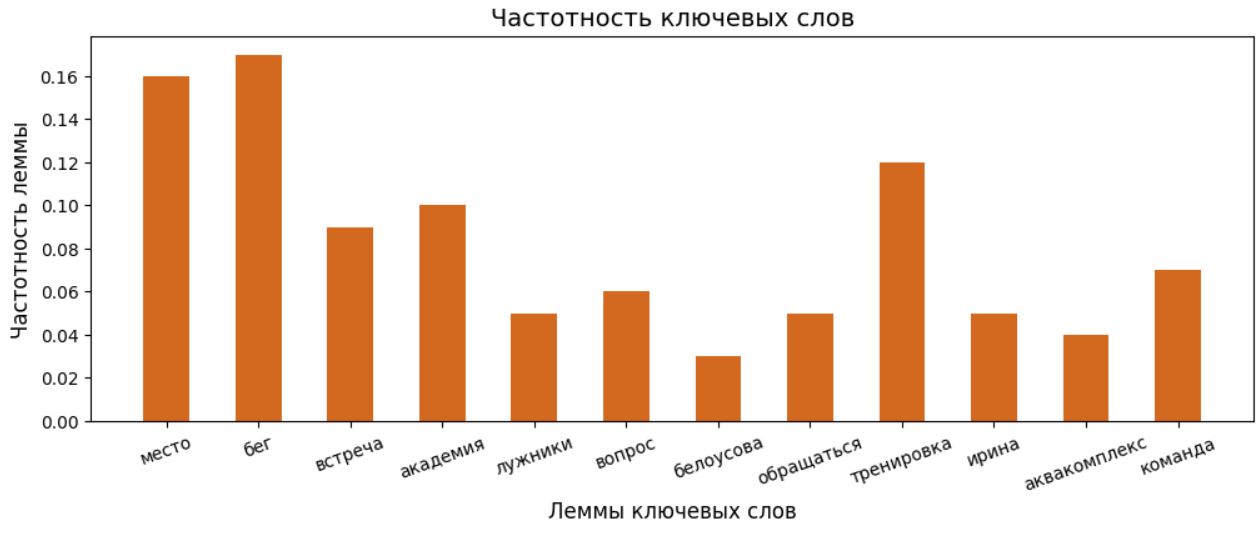 Частотность ключевых слов
Частотность леммы
0.16
0.14
0.12
0.10
0.08
0.06
0.04
0.02
0.00
место бег встреча академия лужники вопрос белоусова обращаться тренировка ирина аквакомплекс команда
Леммы ключевых слов